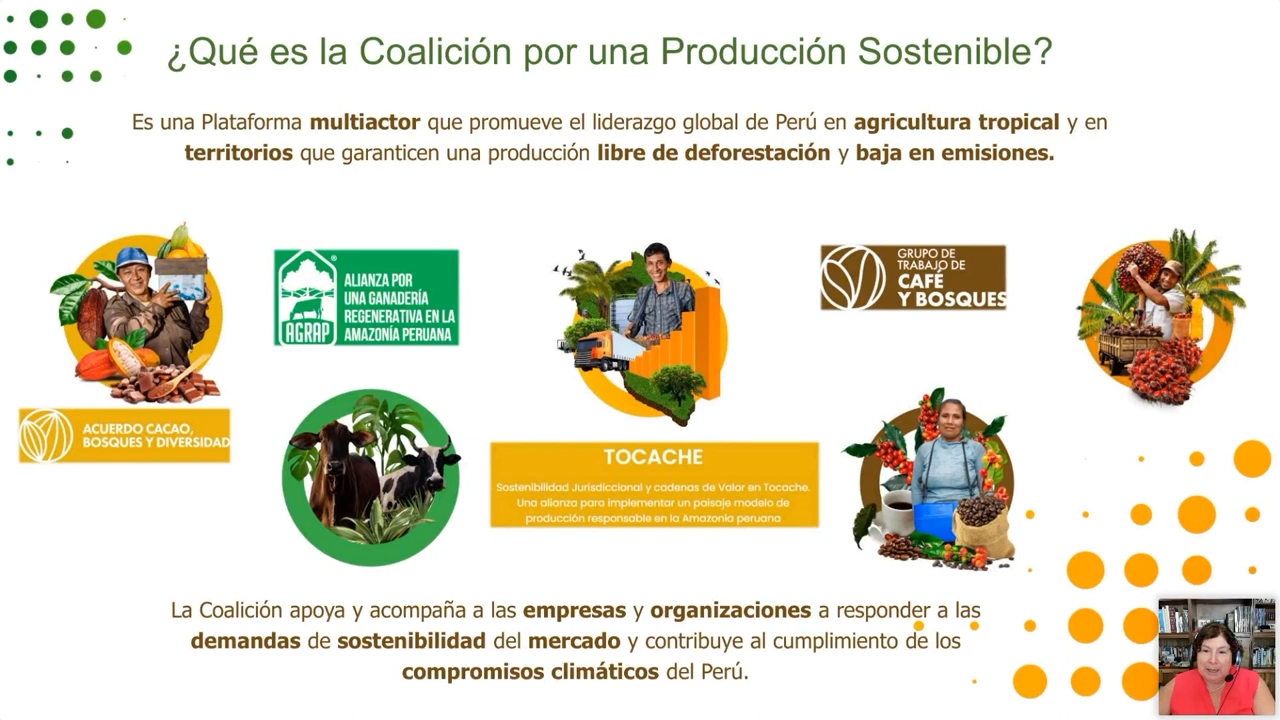 ¿Qué es la Coalición por una Producción Sostenible?
Es una Plataforma multiactor que promueve el liderazgo global de Perú en agricultura tropical y en
territorios que garanticen una producción libre de deforestación y baja en emisiones.
ACUERDO CACAO,
BOSQUES Y DIVERSIDAD
AGRAP
®
ALIANZA POR
UNA GANADERÍA
REGENERATIVA EN LA
AMAZONÍA PERUANA
TOCACHE
Sostenibilidad Jurisdiccional y cadenas de Valor en Tocache.
Una alianza para implementar un paisaje modelo de
producción responsable en la Amazonia peruana
GRUPO DE
TRABAJO DE
CAFÉ
Y BOSQUES
La Coalición apoya y acompaña a las empresas y organizaciones a responder a las
demandas de sostenibilidad del mercado y contribuye al cumplimiento de los
compromisos climáticos del Perú.